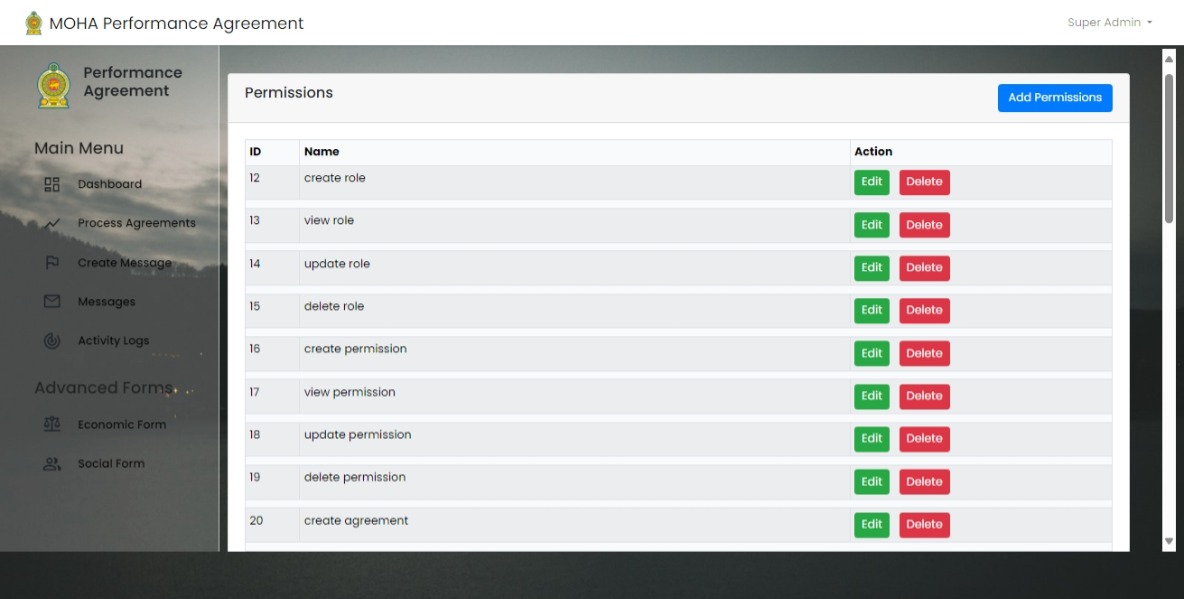 MOHA Performance Agreement
Super Admin
Performance
Agreement
Main Menu
Dashboard
Process Agreements
Create Message
Messages
Activity Logs
Advanced Forms
Economic Form
Social Form
Permissions
Add Permissions
ID Name Action
12 create role Edit Delete
13 view role Edit Delete
14 update role Edit Delete
15 delete role Edit Delete
16 create permission Edit Delete
17 view permission Edit Delete
18 update permission Edit Delete
19 delete permission Edit Delete
20 create agreement Edit Delete